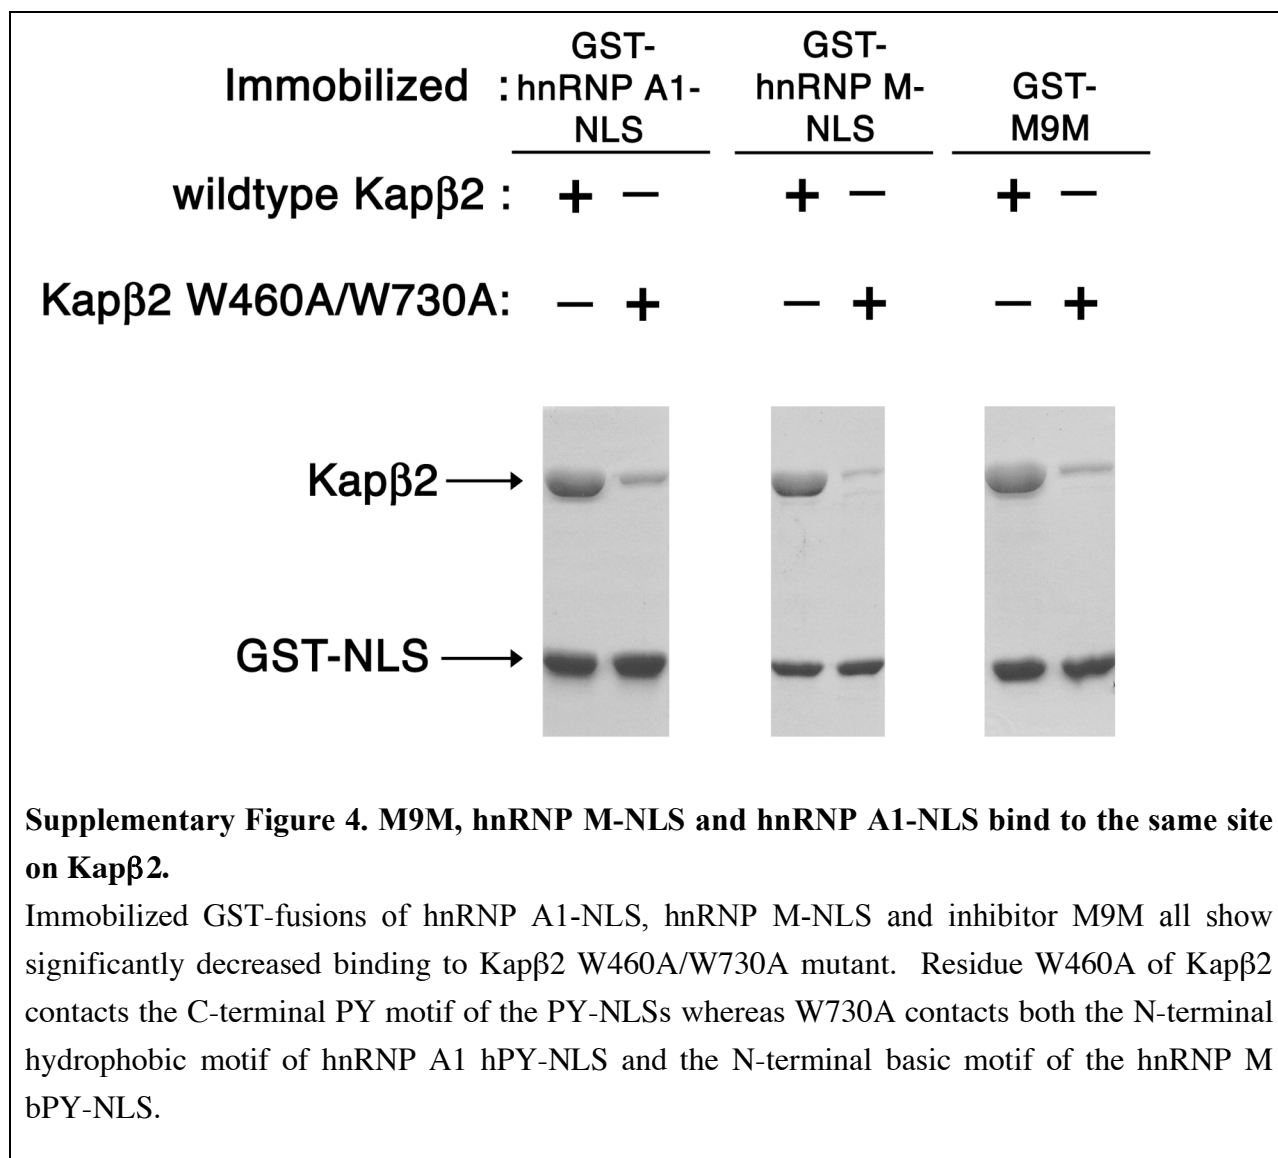 GST- GST-
Immobilized : hnRNP A1- hnRNP M- GST-
NLS NLS M9M
wildtype Kapβ2 : + – + – + –
Kapβ2 W460A/W730A: – + – + – +
Kapβ2
GST-NLS
Supplementary Figure 4. M9M, hnRNP M-NLS and hnRNP A1-NLS bind to the same site
on Kapβ2.
Immobilized GST-fusions of hnRNP A1-NLS, hnRNP M-NLS and inhibitor M9M all show
significantly decreased binding to Kapβ2 W460A/W730A mutant. Residue W460A of Kapβ2
contacts the C-terminal PY motif of the PY-NLSs whereas W730A contacts both the N-terminal
hydrophobic motif of hnRNP A1 hPY-NLS and the N-terminal basic motif of the hnRNP M
bPY-NLS.